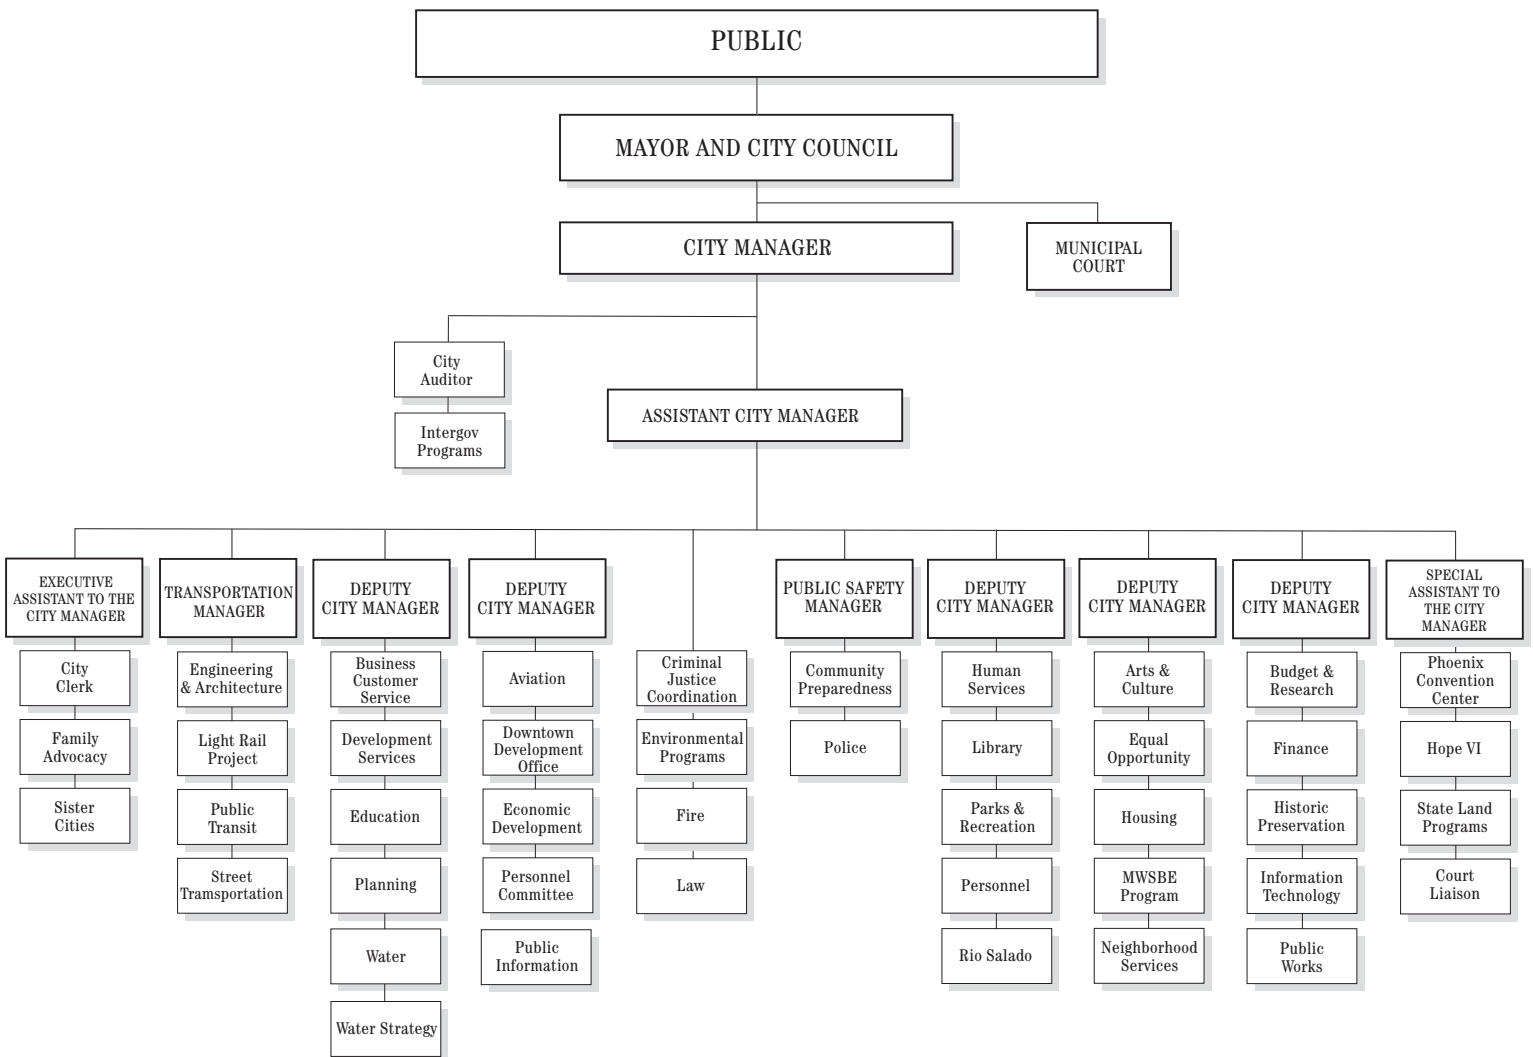 PUBLIC
MAYOR AND CITY COUNCIL
CITY MANAGER
MUNICIPAL
COURT
City
Auditor
Intergov
Programs
ASSISTANT CITY MANAGER
EXECUTIVE
ASSISTANT TO THE
CITY MANAGER
City
Clerk
Family
Advocacy
Sister
Cities
TRANSPORTATION
MANAGER
Engineering
& Architecture
Light Rail
Project
Public
Transit
Street
Tramsportation
DEPUTY
CITY MANAGER
Business
Customer
Service
Development
Services
Education
Planning
Water
Water Strategy
DEPUTY
CITY MANAGER
Aviation
Downtown
Development
Office
Economic
Development
Personnel
Committee
Public
Information
Criminal
Justice
Coordination
Environmental
Programs
Fire
Law
PUBLIC SAFETY
MANAGER
Community
Preparedness
Police
DEPUTY
CITY MANAGER
Human
Services
Library
Parks &
Recreation
Personnel
Rio Salado
DEPUTY
CITY MANAGER
Arts &
Culture
Equal
Opportunity
Housing
MWSBE
Program
Neighborhood
Services
DEPUTY
CITY MANAGER
Budget &
Research
Finance
Historic
Preservation
Information
Technology
Public
Works
SPECIAL
ASSISTANT TO
THE CITY
MANAGER
Phoenix
Convention
Center
Hope VI
State Land
Programs
Court
Liaison